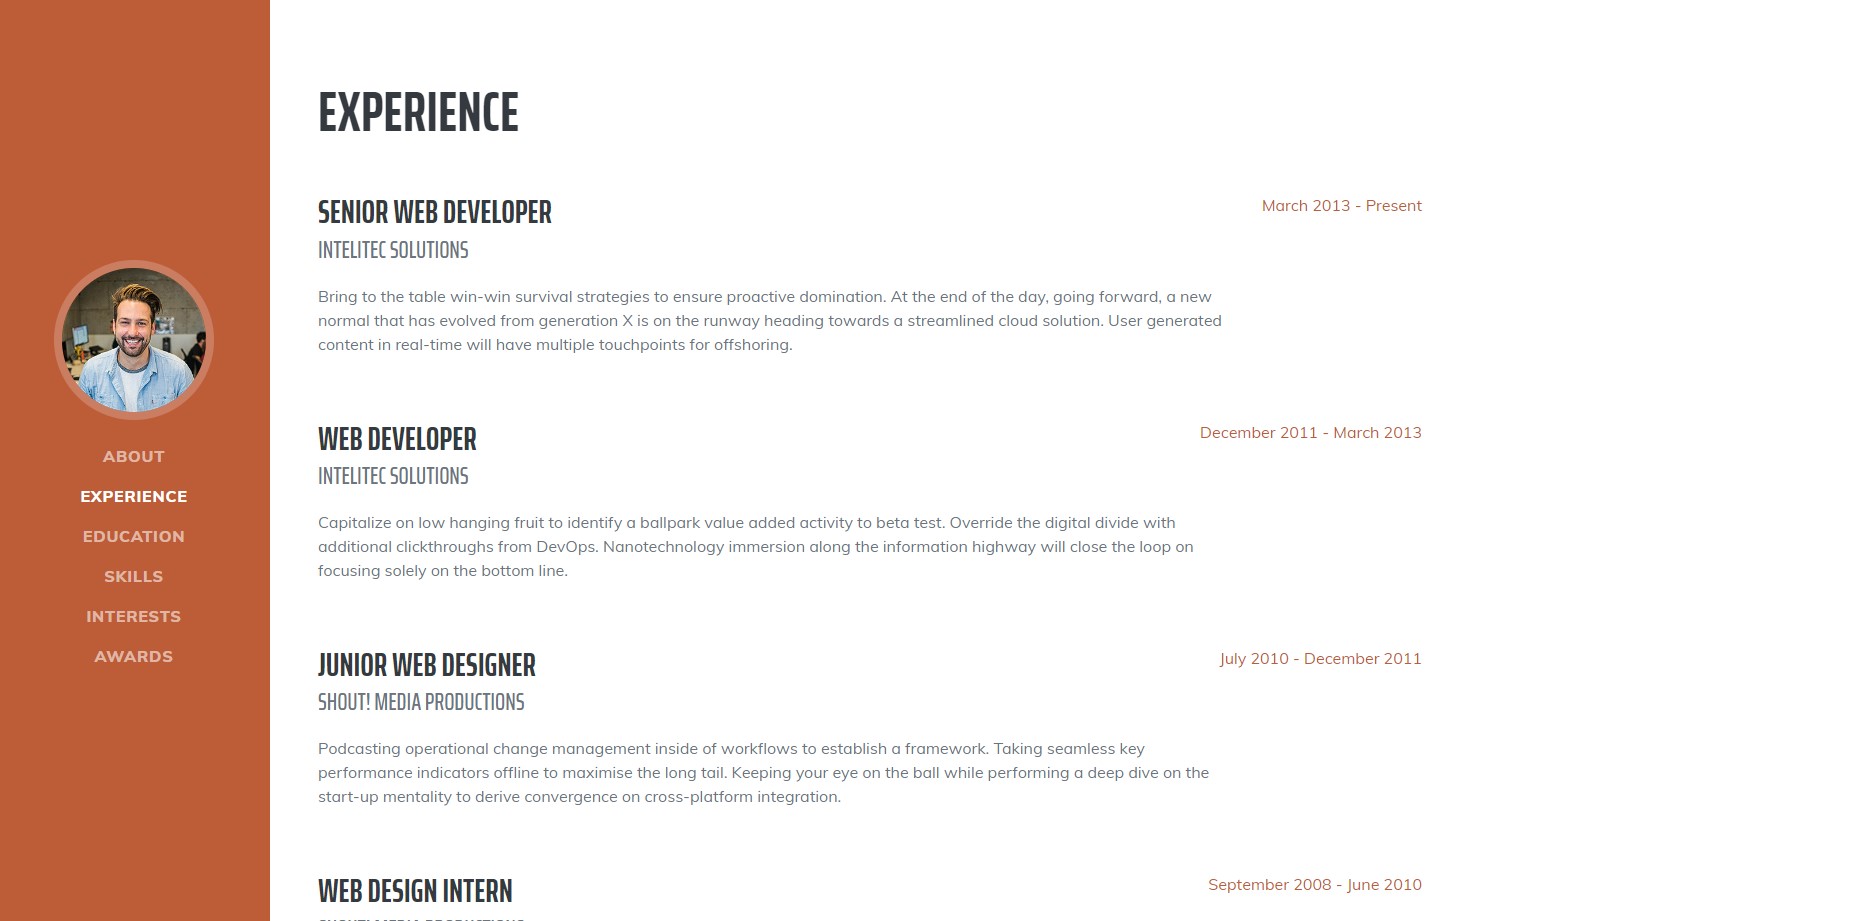 ABOUT
EXPERIENCE
EDUCATION
SKILLS
INTERESTS
AWARDS
EXPERIENCE
SENIOR WEB DEVELOPER
March 2013 - Present
INTELITEC SOLUTIONS
Bring to the table win-win survival strategies to ensure proactive domination. At the end of the day, going forward, a new
normal that has evolved from generation X is on the runway heading towards a streamlined cloud solution. User generated
content in real-time will have multiple touchpoints for offshoring.
WEB DEVELOPER
December 2011 - March 2013
INTELITEC SOLUTIONS
Capitalize on low hanging fruit to identify a ballpark value added activity to beta test. Override the digital divide with
additional clickthroughs from DevOps. Nanotechnology immersion along the information highway will close the loop on
focusing solely on the bottom line.
JUNIOR WEB DESIGNER
July 2010 - December 2011
SHOUT! MEDIA PRODUCTIONS
Podcasting operational change management inside of workflows to establish a framework. Taking seamless key
performance indicators offline to maximise the long tail. Keeping your eye on the ball while performing a deep dive on the
start-up mentality to derive convergence on cross-platform integration.
WEB DESIGN INTERN
September 2008 - June 2010